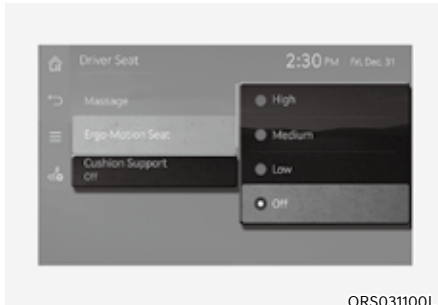 Driver Seat
2:30 PM Fri, Dec. 31
Massage
Ergo-Motion Seat
Cushion Support
Off
High
Medium
Low
Off
ORS031100L